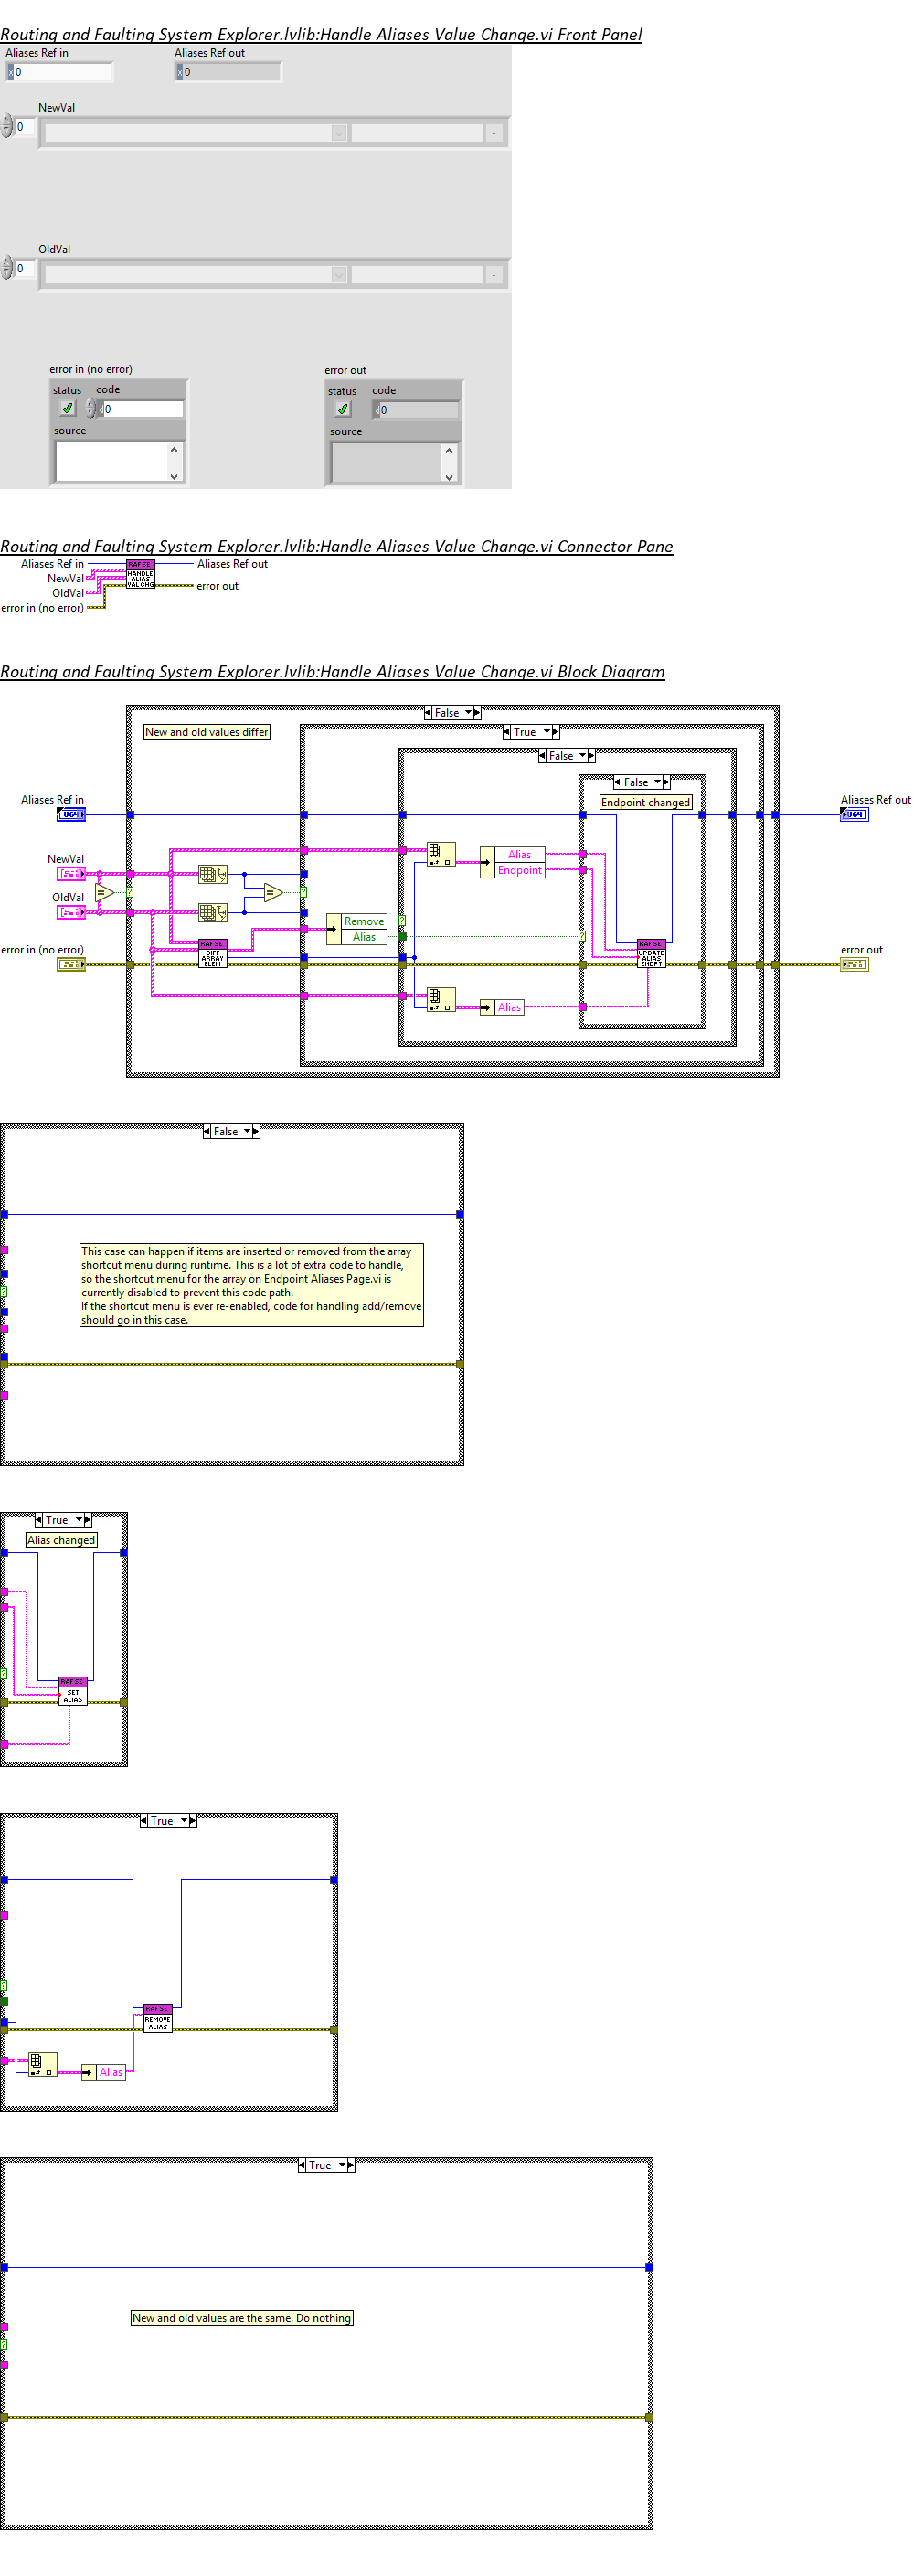 Routing and Faulting System Explorer.lvlib:Handle Aliases Value Change.vi Front Panel
Aliases Ref in
Aliases Ref out
x 0
x 0
NewVal
0
-
OldVal
0
-
error in (no error)
error out
status
code
status
code
0
d0
source
source
Routing and Faulting System Explorer.lvlib:Handle Aliases Value Change.vi Connector Pane
Aliases Ref in
NewVal
OldVal
error in (no error)
RAF SE
HANDLE
ALIAS
VAL CHG
Aliases Ref out
error out
Routing and Faulting System Explorer.lvlib:Handle Aliases Value Change.vi Block Diagram
False
New and old values differ
True
False
False
Endpoint changed
Aliases Ref in
U64
Aliases Ref out
U64
NewVal
OldVal
error in (no error)
error out
=
?
=
?
RAF SE
DIFF
ARRAY
ELEM
Remove
Alias
?
Alias
Endpoint
?
Alias
RAF SE
UPDATE
ALIAS
ENDPT
False
This case can happen if items are inserted or removed from the array
shortcut menu during runtime. This is a lot of extra code to handle,
so the shortcut menu for the array on Endpoint Aliases Page.vi is
currently disabled to prevent this code path.
If the shortcut menu is ever re-enabled, code for handling add/remove
should go in this case.
?
True
Alias changed
?
RAF SE
SET
ALIAS
True
?
RAF SE
REMOVE
ALIAS
Alias
True
New and old values are the same. Do nothing
?